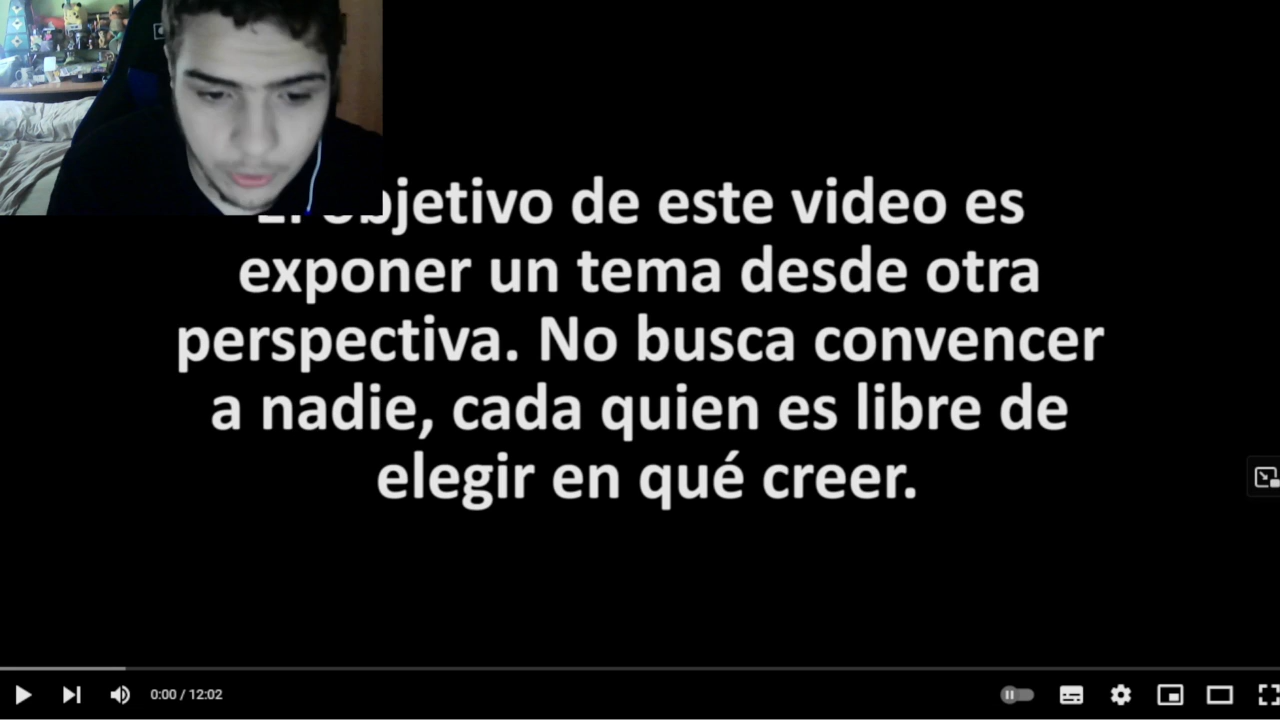 objetivo de este video es
exponer un tema desde otra
perspectiva. No busca convencer
a nadie, cada quien es libre de
elegir en qué creer.
0:00 / 12:02